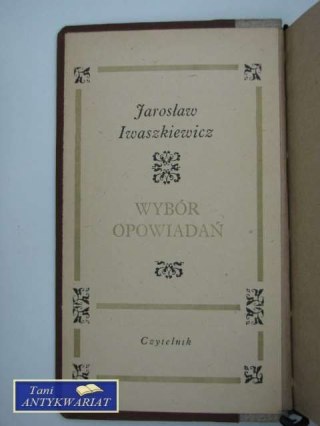 Jarosław
Iwaszkiewicz
WYBÓR
OPOWIADAŃ
Czytelnik
Tani
ANTYKWARIAT